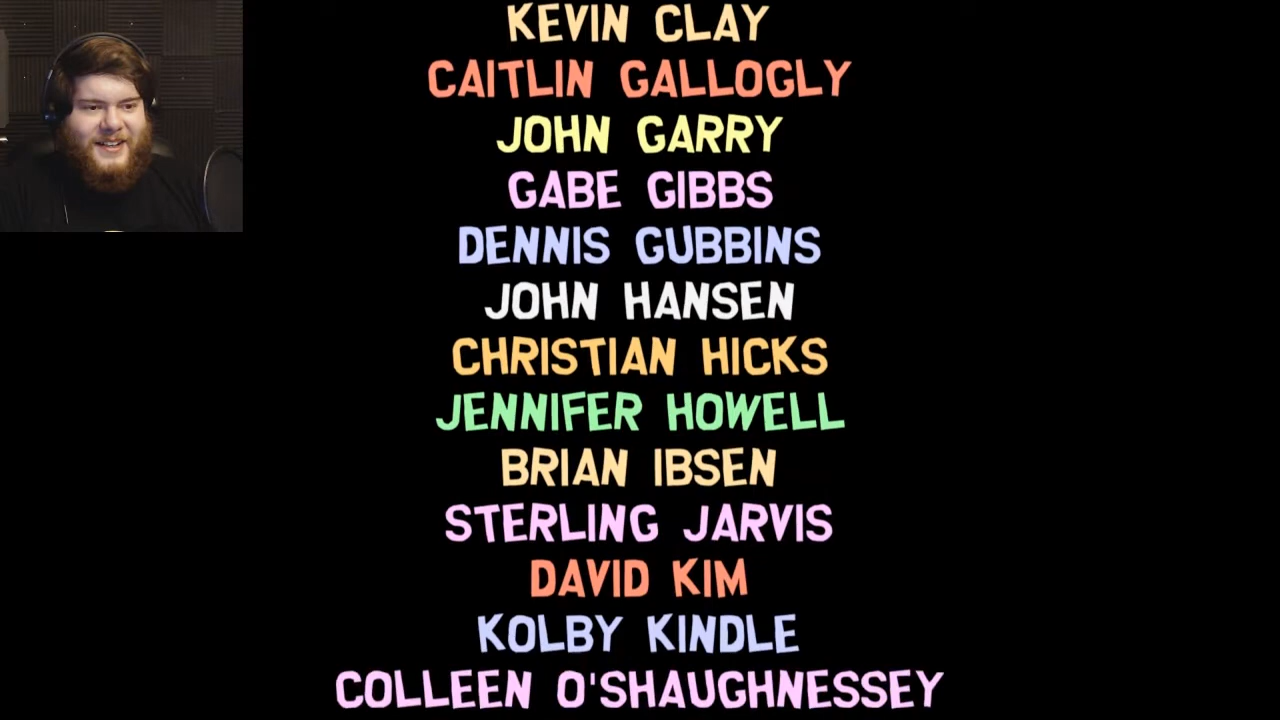 KEVIN CLAY
CAITLIN GALLOGLY
JOHN GARRY
GABE GIBBS
DENNIS GUBBINS
JOHN HANSEN
CHRISTIAN HICKS
JENNIFER HOWELL
BRIAN IBSEN
STERLING JARVIS
DAVID KIM
KOLBY KINDLE
COLLEEN O'SHAUGHNESSEY